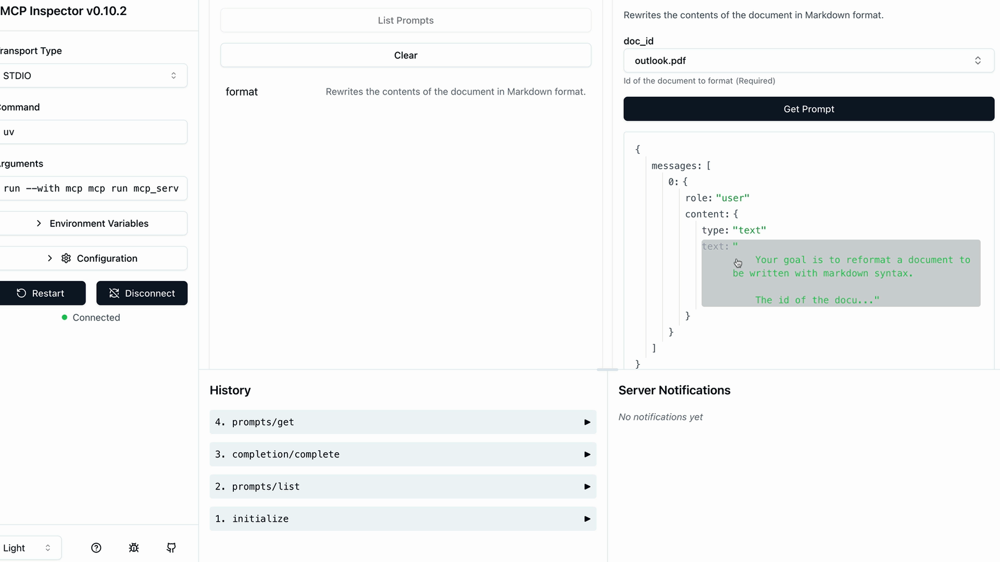 MCP Inspector v0.10.2
ransport Type
STDIO
ommand
uv
rguments
run --with mcp mcp run mcp_serv
Environment Variables
Configuration
Restart
Disconnect
Connected
Light
List Prompts
Clear
format
Rewrites the contents of the document in Markdown format.
Rewrites the contents of the document in Markdown format.
doc_id
outlook.pdf
Id of the document to format (Required)
Get Prompt
{
messages: [
0: {
role: "user"
content: {
type: "text"
text: "
Your goal is to reformat a document to
be written with markdown syntax.
The id of the docu..."
}
}
]
}
History
4. prompts/get
3. completion/complete
2. prompts/list
1. initialize
Server Notifications
No notifications yet